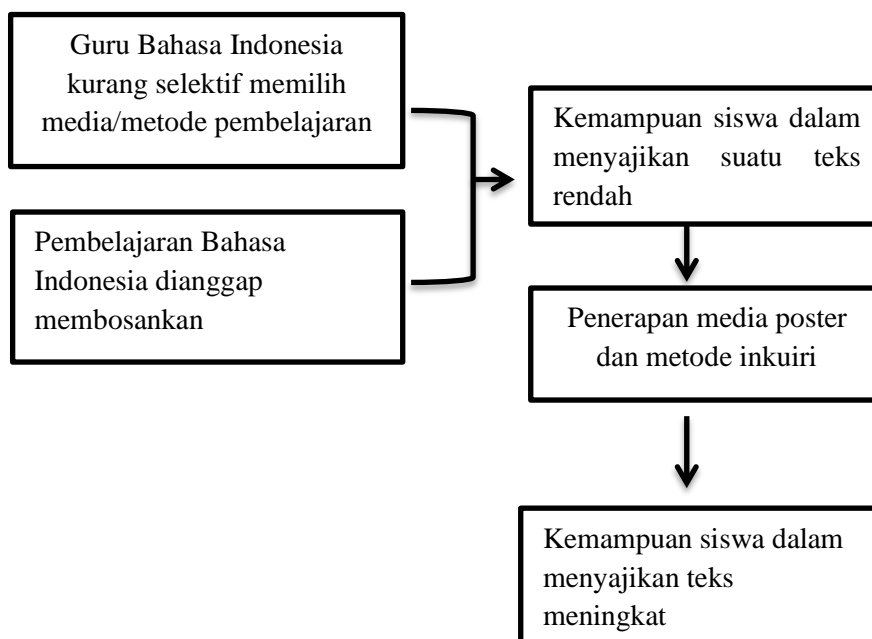 Guru Bahasa Indonesia
kurang selektif memilih
media/metode pembelajaran
Pembelajaran Bahasa
Indonesia dianggap
membosankan
Kemampuan siswa dalam
menyajikan suatu teks
rendah
Penerapan media poster
dan metode inkuiri
Kemampuan siswa dalam
menyajikan teks
meningkat